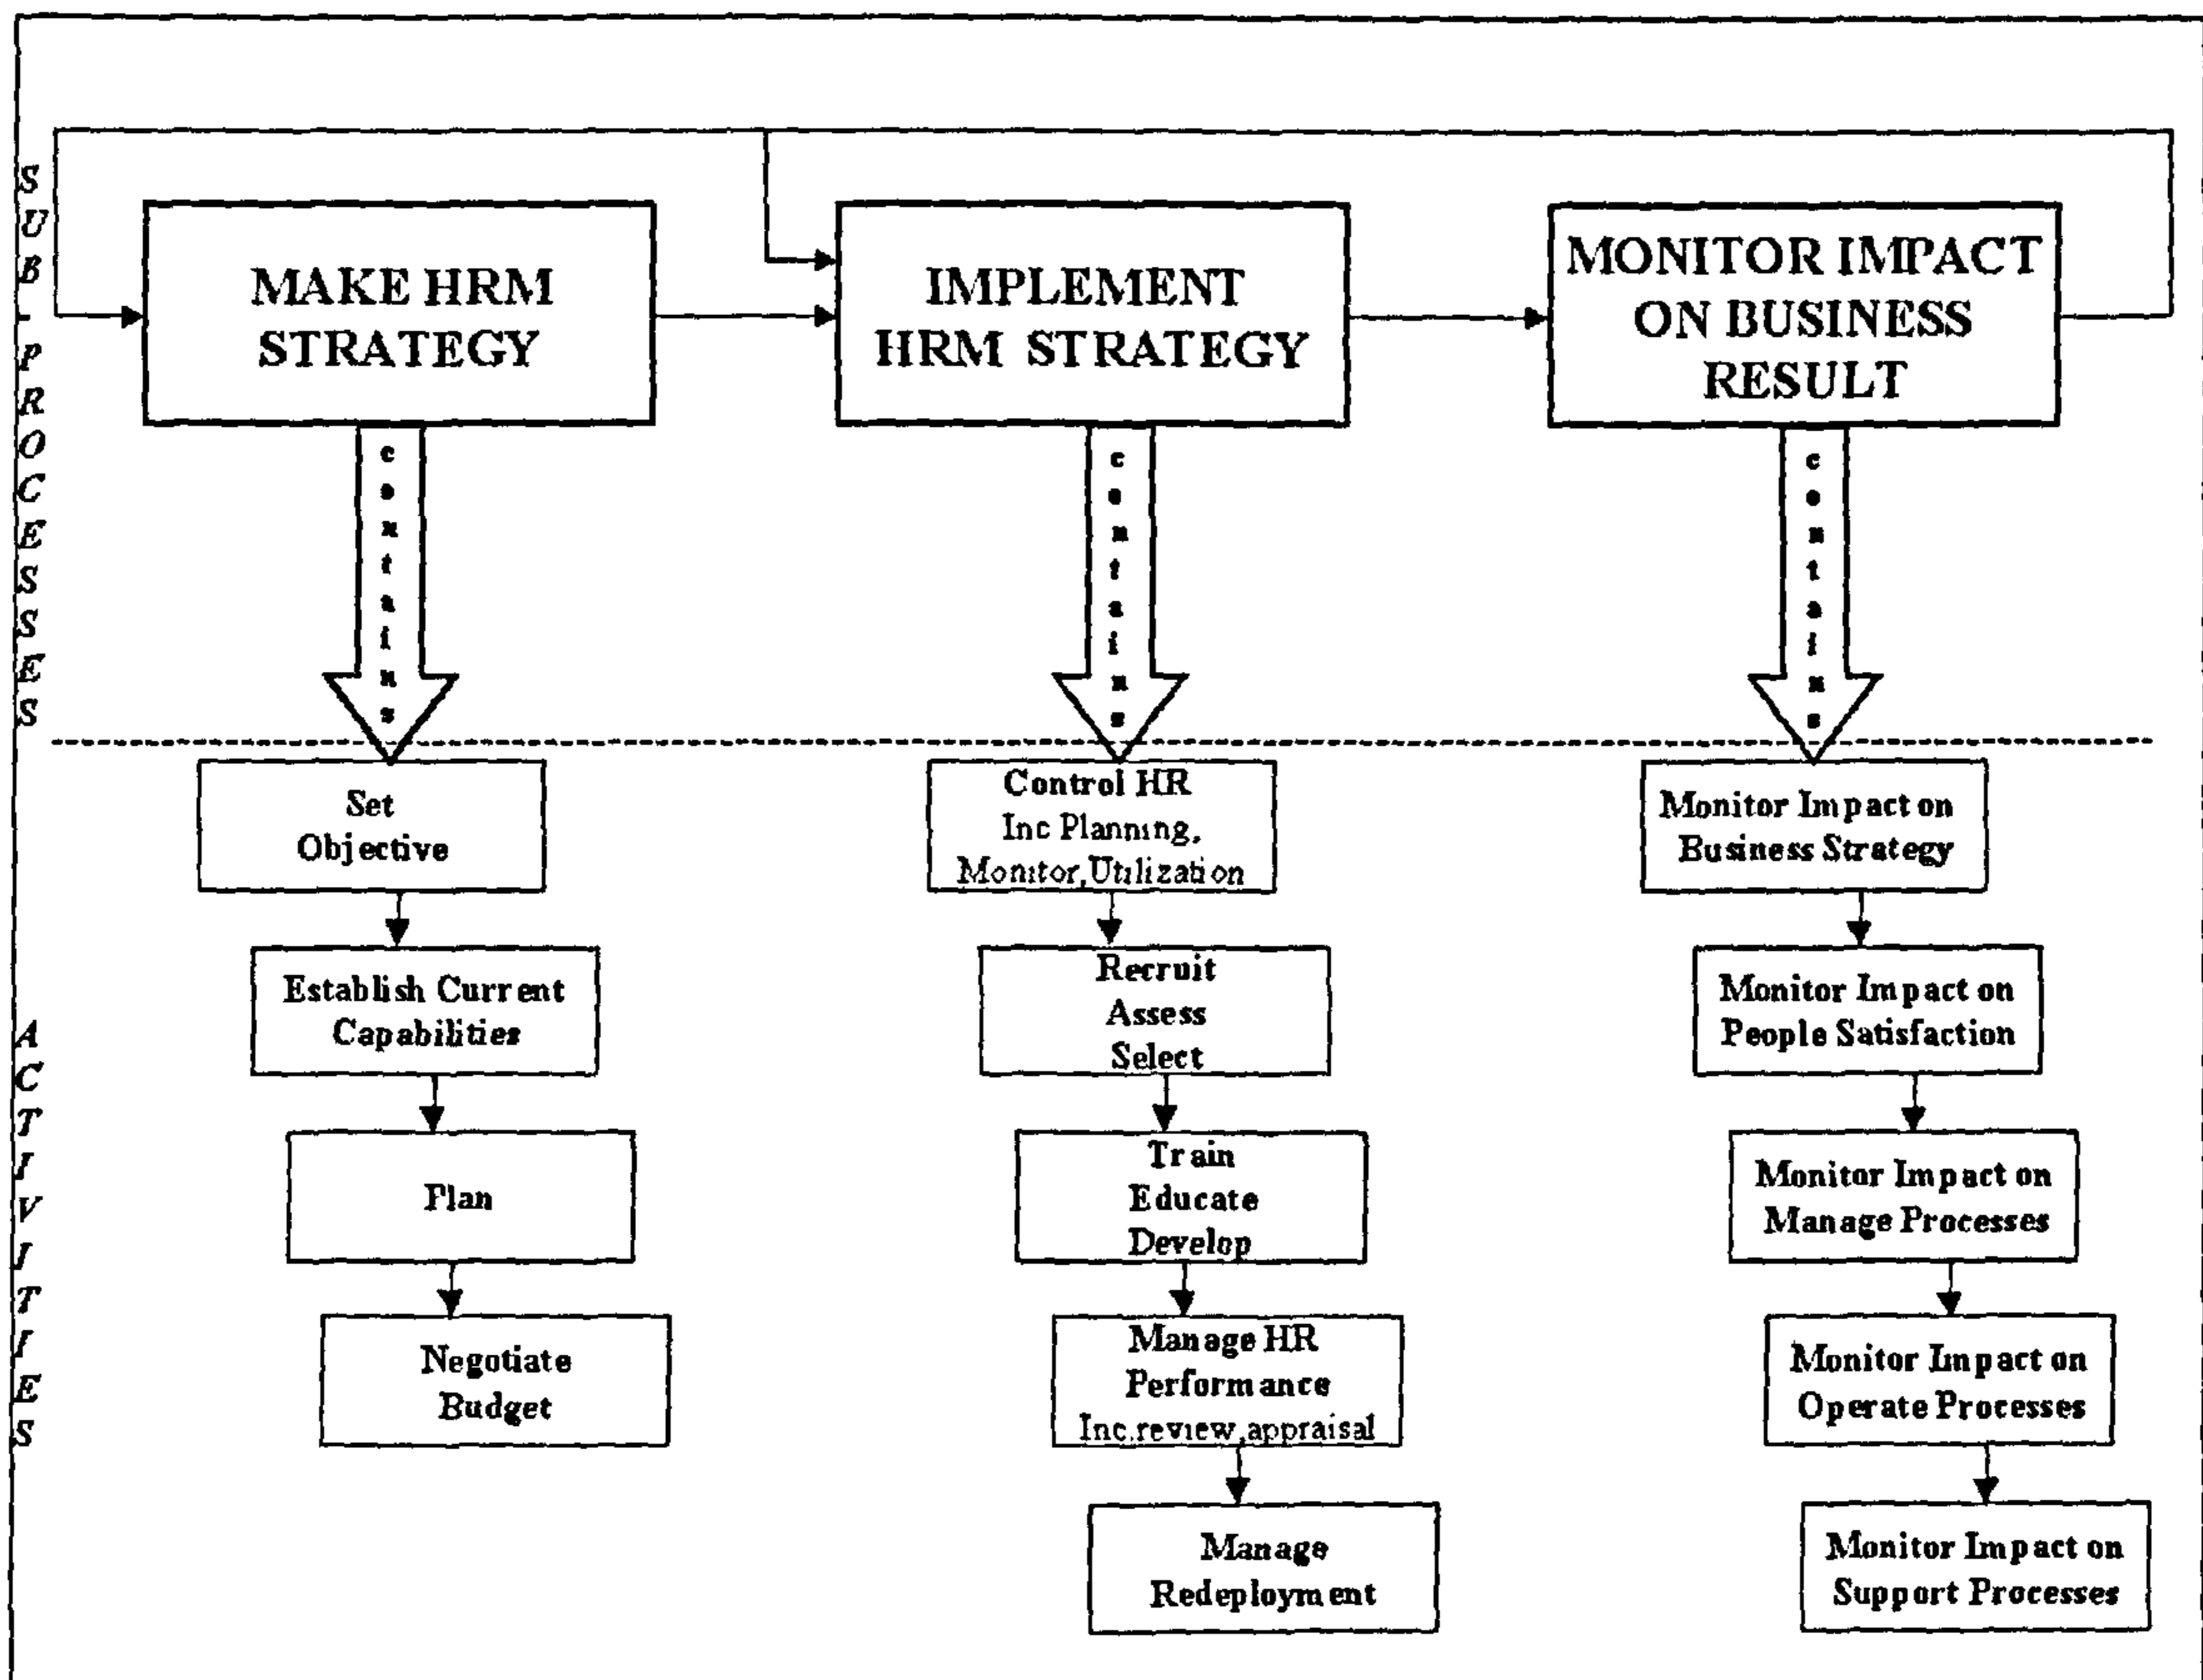 SUB-PROCESSES
MAKE HRM
STRATEGY
IMPLEMENT
HRM STRATEGY
MONITOR IMPACT
ON BUSINESS
RESULT
contains
contains
contains
ACTIVITIES
Set
Objective
Establish Current
Capabilities
Plan
Negotiate
Budget
Control HR
Inc Planning,
Monitor,Utilization
Recruit
Assess
Select
Train
Educate
Develop
Manage HR
Performance
Inc.review,appraisal
Manage
Redeployment
Monitor Impact on
Business Strategy
Monitor Impact on
People Satisfaction
Monitor Impact on
Manage Processes
Monitor Impact on
Operate Processes
Monitor Impact on
Support Processes